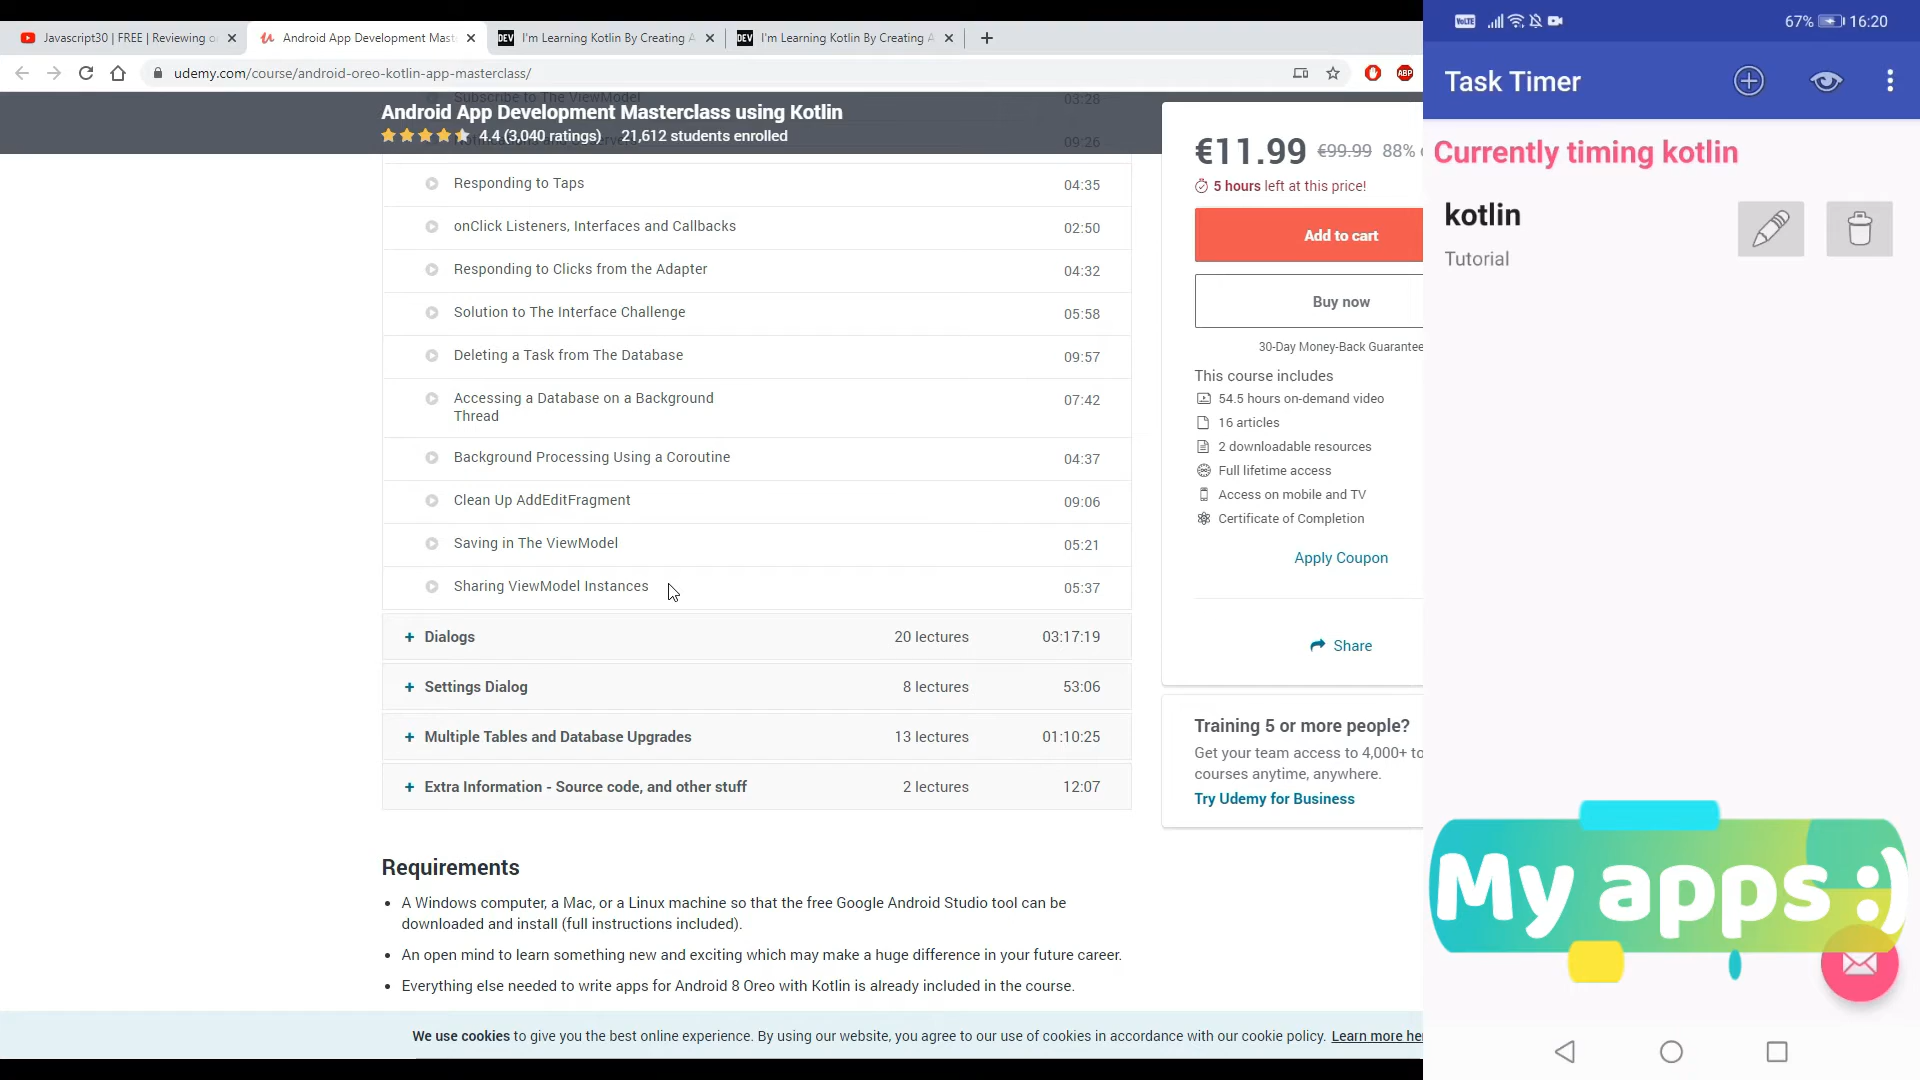 Javascript30 | FREE | Reviewing o
Android App Development Mast
DEV I'm Learning Kotlin By Creating A
DEV I'm Learning Kotlin By Creating A
udemy.com/course/android-oreo-kotlin-app-masterclass/
ABP
Subscribe to The ViewModel 03:28
Android App Development Masterclass using Kotlin
4.4 (3,040 ratings) 21,612 students enrolled
09:26
Responding to Taps 04:35
onClick Listeners, Interfaces and Callbacks 02:50
Responding to Clicks from the Adapter 04:32
Solution to The Interface Challenge 05:58
Deleting a Task from The Database 09:57
Accessing a Database on a Background 07:42
Thread
Background Processing Using a Coroutine 04:37
Clean Up AddEditFragment 09:06
Saving in The ViewModel 05:21
Sharing ViewModel Instances 05:37
+ Dialogs 20 lectures 03:17:19
+ Settings Dialog 8 lectures 53:06
+ Multiple Tables and Database Upgrades 13 lectures 01:10:25
+ Extra Information - Source code, and other stuff 2 lectures 12:07
Requirements
• A Windows computer, a Mac, or a Linux machine so that the free Google Android Studio tool can be
downloaded and install (full instructions included).
• An open mind to learn something new and exciting which may make a huge difference in your future career.
• Everything else needed to write apps for Android 8 Oreo with Kotlin is already included in the course.
€11.99 €99.99 88%
5 hours left at this price!
Add to cart
Buy now
30-Day Money-Back Guarantee
This course includes
54.5 hours on-demand video
16 articles
2 downloadable resources
Full lifetime access
Access on mobile and TV
Certificate of Completion
Apply Coupon
Share
Training 5 or more people?
Get your team access to 4,000+ to
courses anytime, anywhere.
Try Udemy for Business
We use cookies to give you the best online experience. By using our website, you agree to our use of cookies in accordance with our cookie policy. Learn more he
VoLTE 67% 16:20
Task Timer
Currently timing kotlin
kotlin
Tutorial
My apps :)